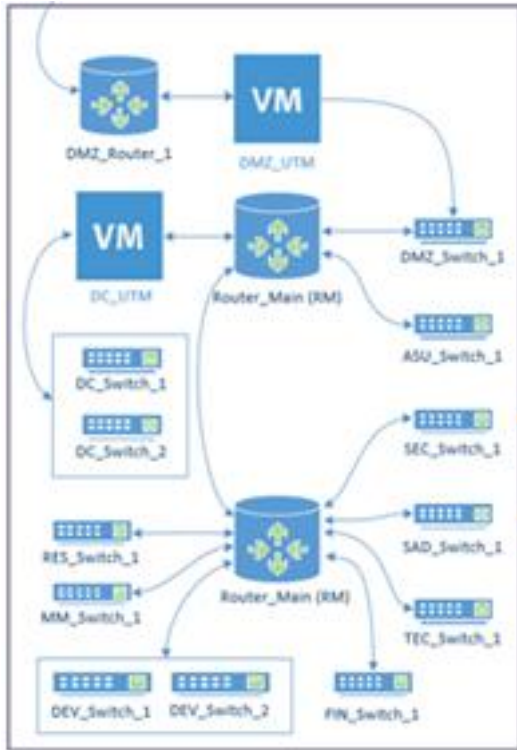 VM
DMZ_Router_1
DMZ_UTM
VM
DC_UTM
Router_Main (RM)
DMZ_Switch_1
ASU_Switch_1
DC_Switch_1
DC_Switch_2
SEC_Switch_1
RES_Switch_1
SAD_Switch_1
MM_Switch_1
Router_Main (RM)
TEC_Switch_1
DEV_Switch_1
DEV_Switch_2
FIN_Switch_1